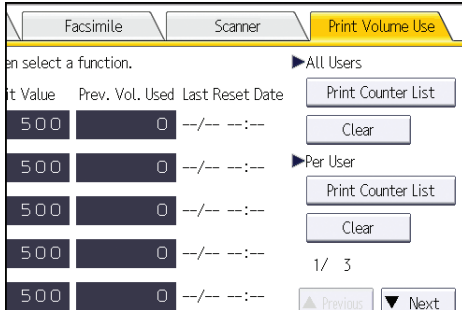 Facsimile Scanner Print Volume Use
en select a function. ▶All Users
it Value Prev. Vol. Used Last Reset Date Print Counter List
500 0 --/-- --:-- Clear
500 0 --/-- --:-- ▶Per User
Print Counter List
500 0 --/-- --:-- Clear
500 0 --/-- --:-- 1/ 3
500 0 --/-- --:-- ▲ Previous ▼ Next